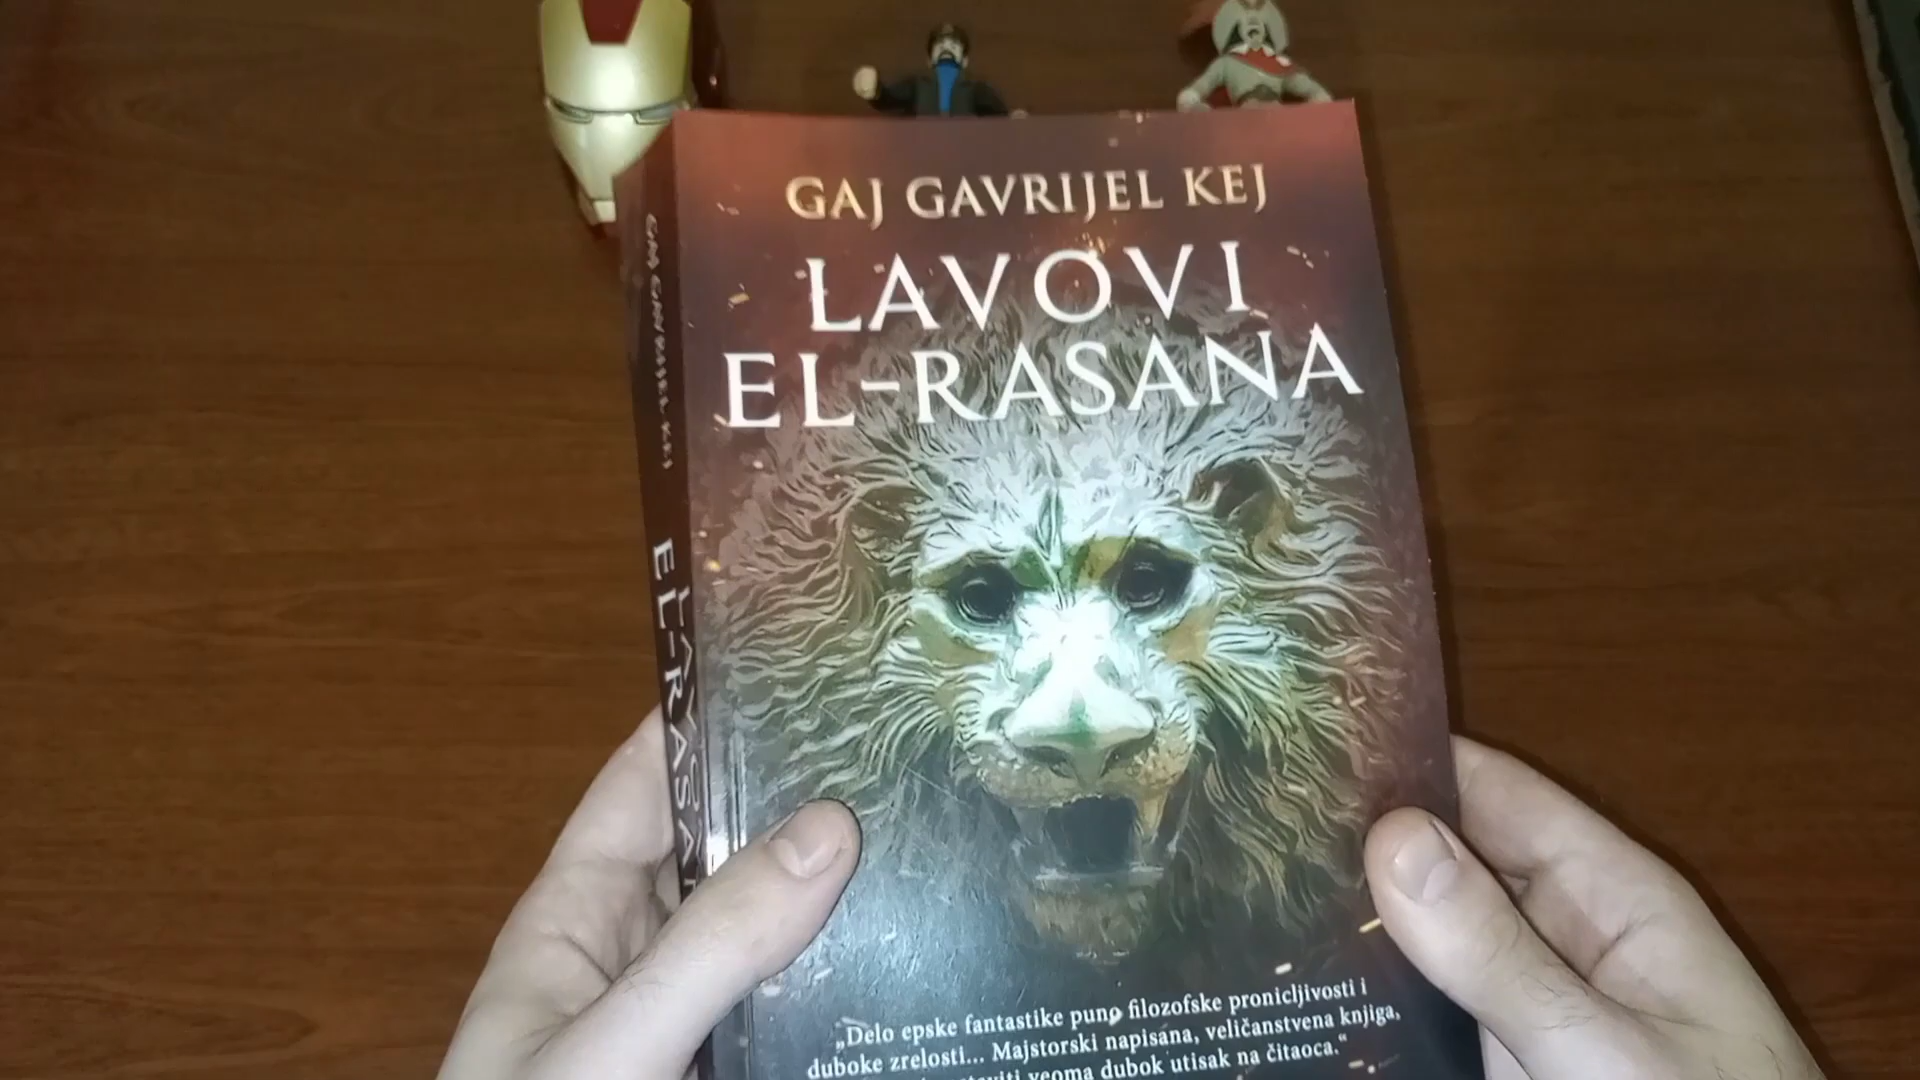 GAJ GAVRIJEL KEJ
LAVOVI
EL-RASANA
„Delo epske fantastike puno filozofske pronicljivosti i
duboke zrelosti... Majstorski napisana, veličanstvena knjiga,
veoma dubok utisak na čitaoca.“
GAJ GAVRIJEL KEJ
EL-RASA